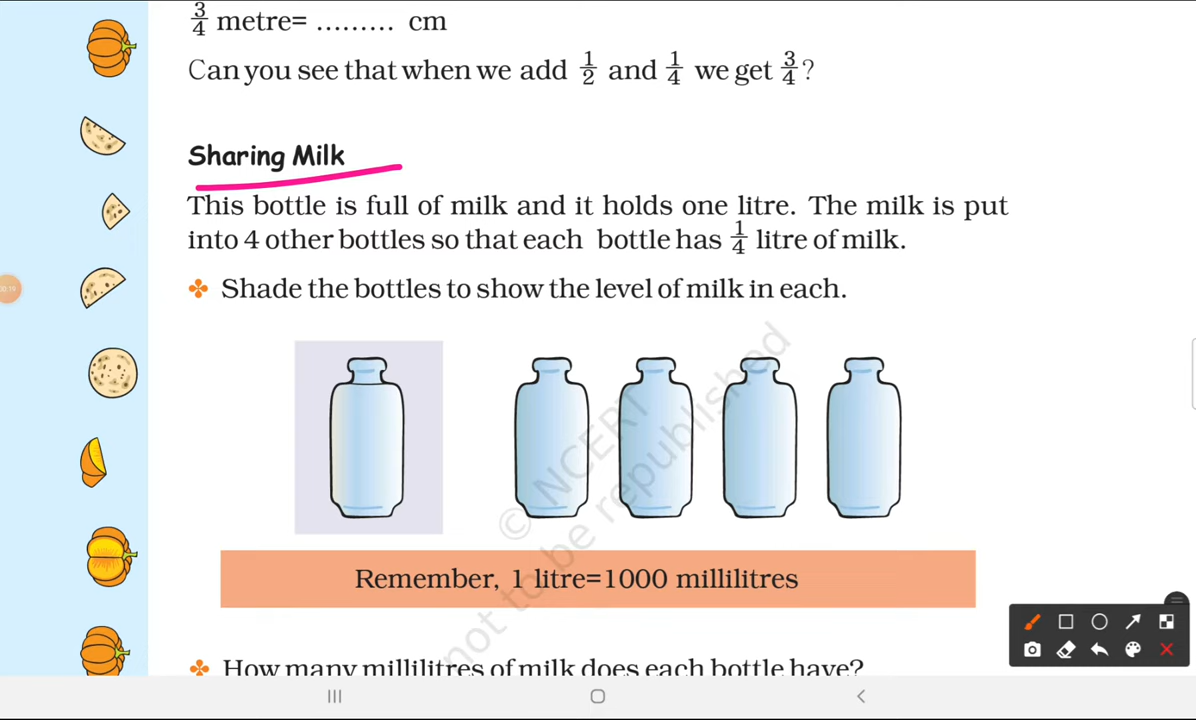 3/4 metre= ......... cm
Can you see that when we add 1/2 and 1/4 we get 3/4?
Sharing Milk
This bottle is full of milk and it holds one litre. The milk is put
into 4 other bottles so that each bottle has 1/4 litre of milk.
Shade the bottles to show the level of milk in each.
© NCERT
not to be republished
Remember, 1 litre=1000 millilitres
How many millilitres of milk does each bottle have?